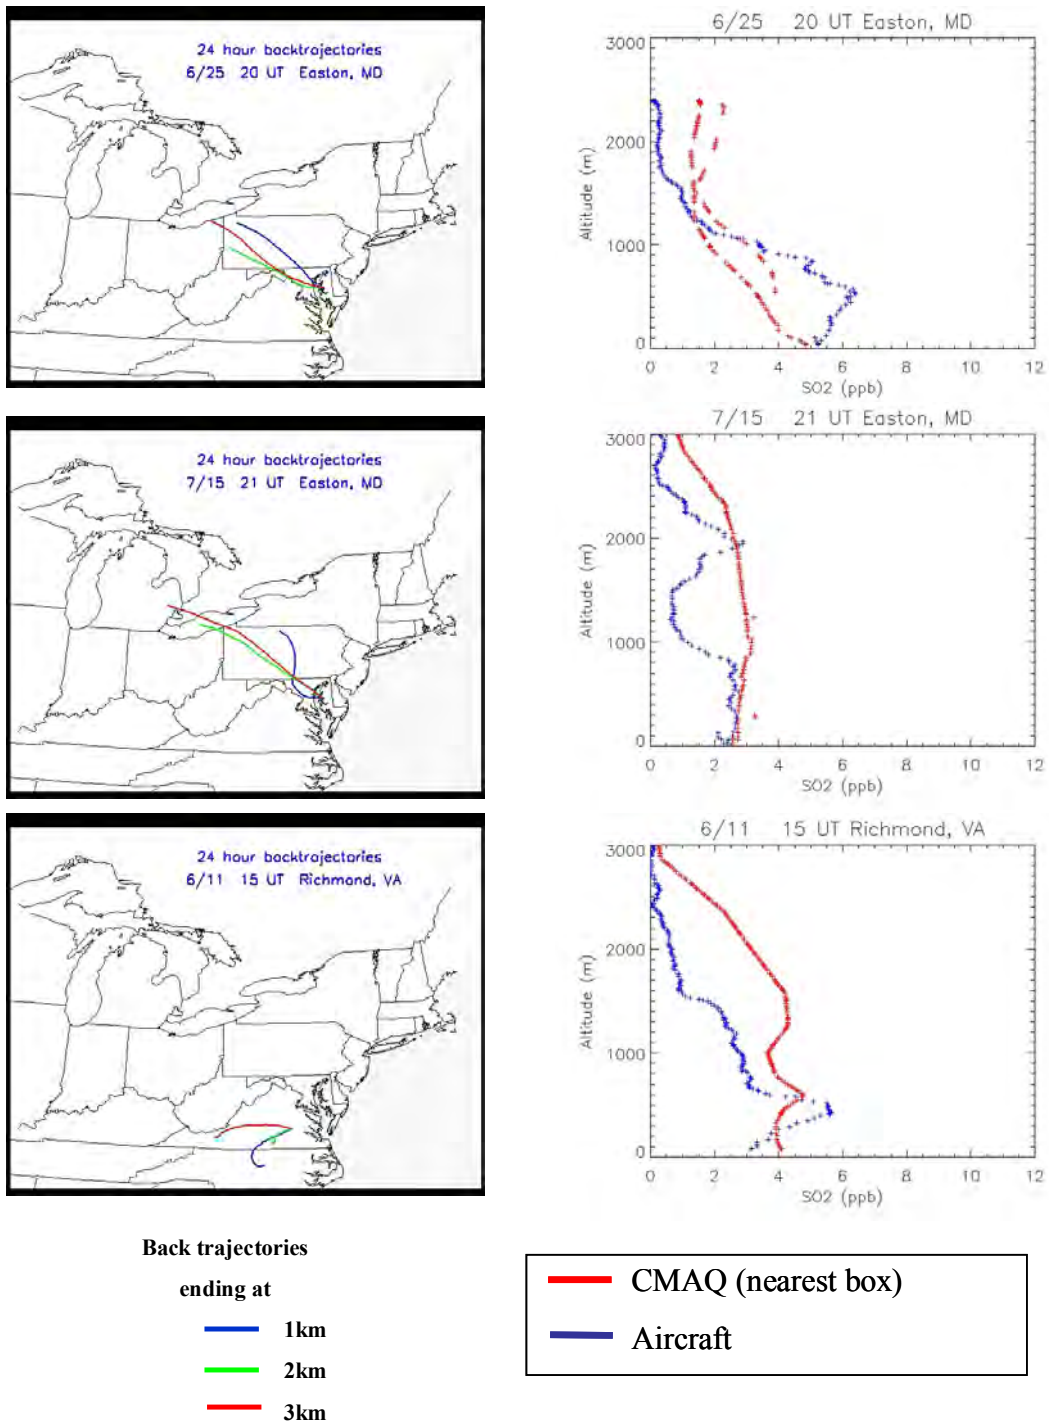 24 hour backtrajectories
6/25 20 UT Easton, MD
6/25 20 UT Easton, MD
3000
2000
1000
0
Altitude (m)
0 2 4 6 8 10 12
SO2 (ppb)
24 hour backtrajectories
7/15 21 UT Easton, MD
7/15 21 UT Easton, MD
3000
2000
1000
0
Altitude (m)
0 2 4 6 8 10 12
SO2 (ppb)
24 hour backtrajectories
6/11 15 UT Richmond, VA
6/11 15 UT Richmond, VA
3000
2000
1000
0
Altitude (m)
0 2 4 6 8 10 12
SO2 (ppb)
Back trajectories
ending at
1km
2km
3km
CMAQ (nearest box)
Aircraft